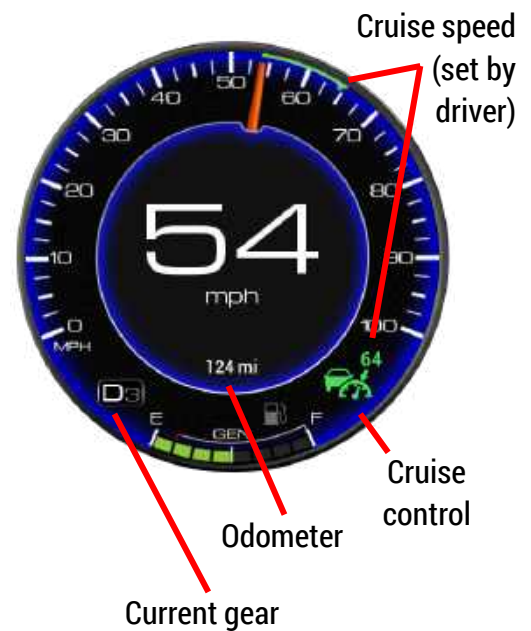 Cruise speed
(set by
driver)
50
40
60
30
70
20
80
54
10
90
mph
0
100
MPH
124 mi
64
D3
E
F
GEN
Cruise
control
Odometer
Current gear